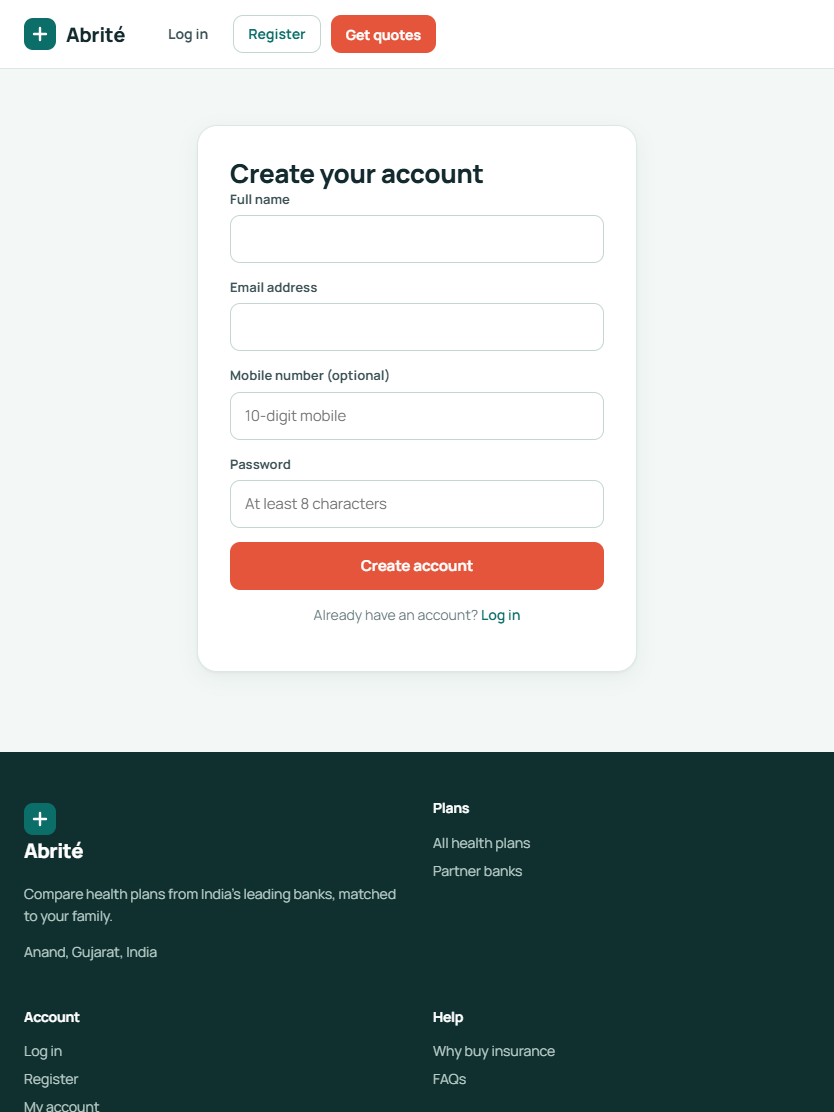 Abrité
Log in
Register
Get quotes
Create your account
Full name
Email address
Mobile number (optional)
10-digit mobile
Password
At least 8 characters
Create account
Already have an account? Log in
Abrité
Compare health plans from India's leading banks, matched
to your family.
Anand, Gujarat, India
Plans
All health plans
Partner banks
Account
Log in
Register
My account
Help
Why buy insurance
FAQs